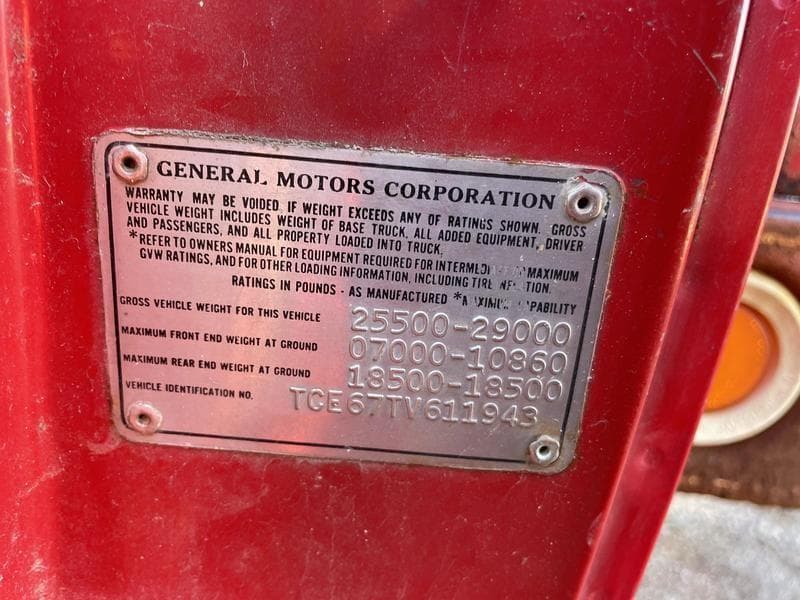 GENERAL MOTORS CORPORATION
WARRANTY MAY BE VOIDED IF WEIGHT EXCEEDS ANY OF RATINGS SHOWN. GROSS
VEHICLE WEIGHT INCLUDES WEIGHT OF BASE TRUCK, ALL ADDED EQUIPMENT, DRIVER
AND PASSENGERS, AND ALL PROPERTY LOADED INTO TRUCK.
*REFER TO OWNERS MANUAL FOR EQUIPMENT REQUIRED FOR MAXIMUM
GVW RATINGS, AND FOR OTHER LOADING INFORMATION, INCLUDING TIRE
RATINGS IN POUNDS - AS MANUFACTURED
GROSS VEHICLE WEIGHT FOR THIS VEHICLE 25500-29000
MAXIMUM FRONT END WEIGHT AT GROUND 07000-10860
MAXIMUM REAR END WEIGHT AT GROUND 18500-18500
VEHICLE IDENTIFICATION NO. TCE67TV611943